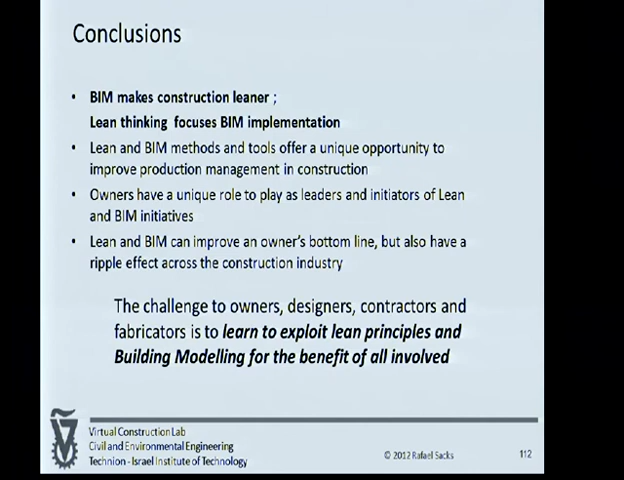 Conclusions
• BIM makes construction leaner ;
Lean thinking focuses BIM implementation
• Lean and BIM methods and tools offer a unique opportunity to
improve production management in construction
• Owners have a unique role to play as leaders and initiators of Lean
and BIM initiatives
• Lean and BIM can improve an owner's bottom line, but also have a
ripple effect across the construction industry
The challenge to owners, designers, contractors and
fabricators is to learn to exploit lean principles and
Building Modelling for the benefit of all involved
Virtual Construction Lab
Civil and Environmental Engineering
Technion - Israel Institute of Technology
© 2012 Rafael Sacks
112